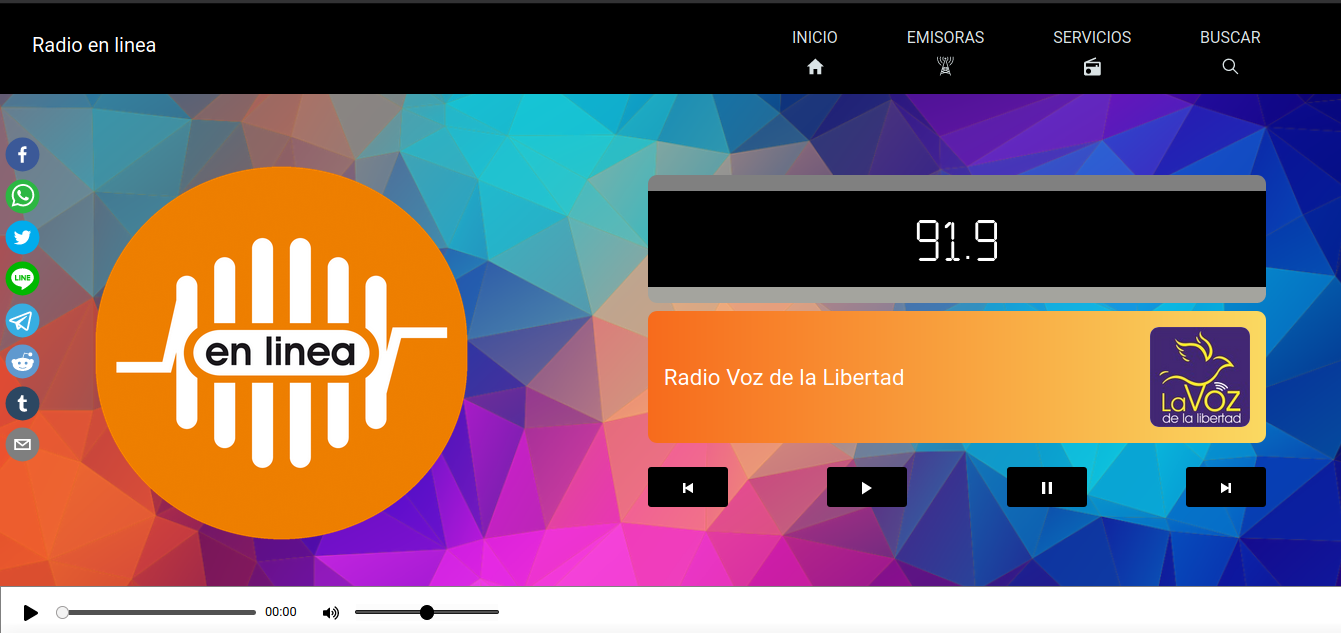 Radio en linea
INICIO
EMISORAS
SERVICIOS
BUSCAR
LINE
en linea
91.9
Radio Voz de la Libertad
La VOZ
de la libertad
00:00